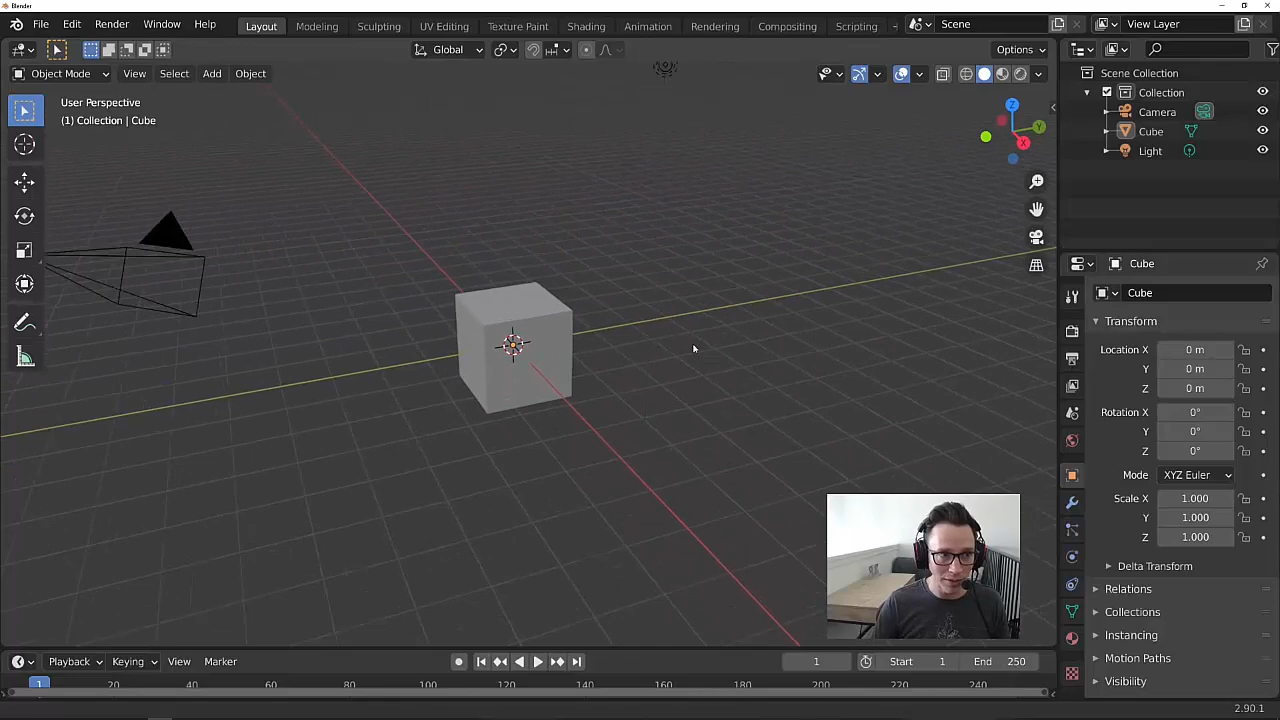 Blender
File Edit Render Window Help Layout Modeling Sculpting UV Editing Texture Paint Shading Animation Rendering Compositing Scripting + Scene View Layer
Global Options
Object Mode View Select Add Object
User Perspective
(1) Collection | Cube
Z
Y
X
Scene Collection
Collection
Camera
Cube
Light
Cube
Cube
Transform
Location X 0 m
Y 0 m
Z 0 m
Rotation X 0°
Y 0°
Z 0°
Mode XYZ Euler
Scale X 1.000
Y 1.000
Z 1.000
Delta Transform
Relations
Collections
Instancing
Motion Paths
Visibility
Playback Keying View Marker 1 Start 1 End 250
1 20 40 60 80 100 120 140 160 180 200 220 240
2.90.1